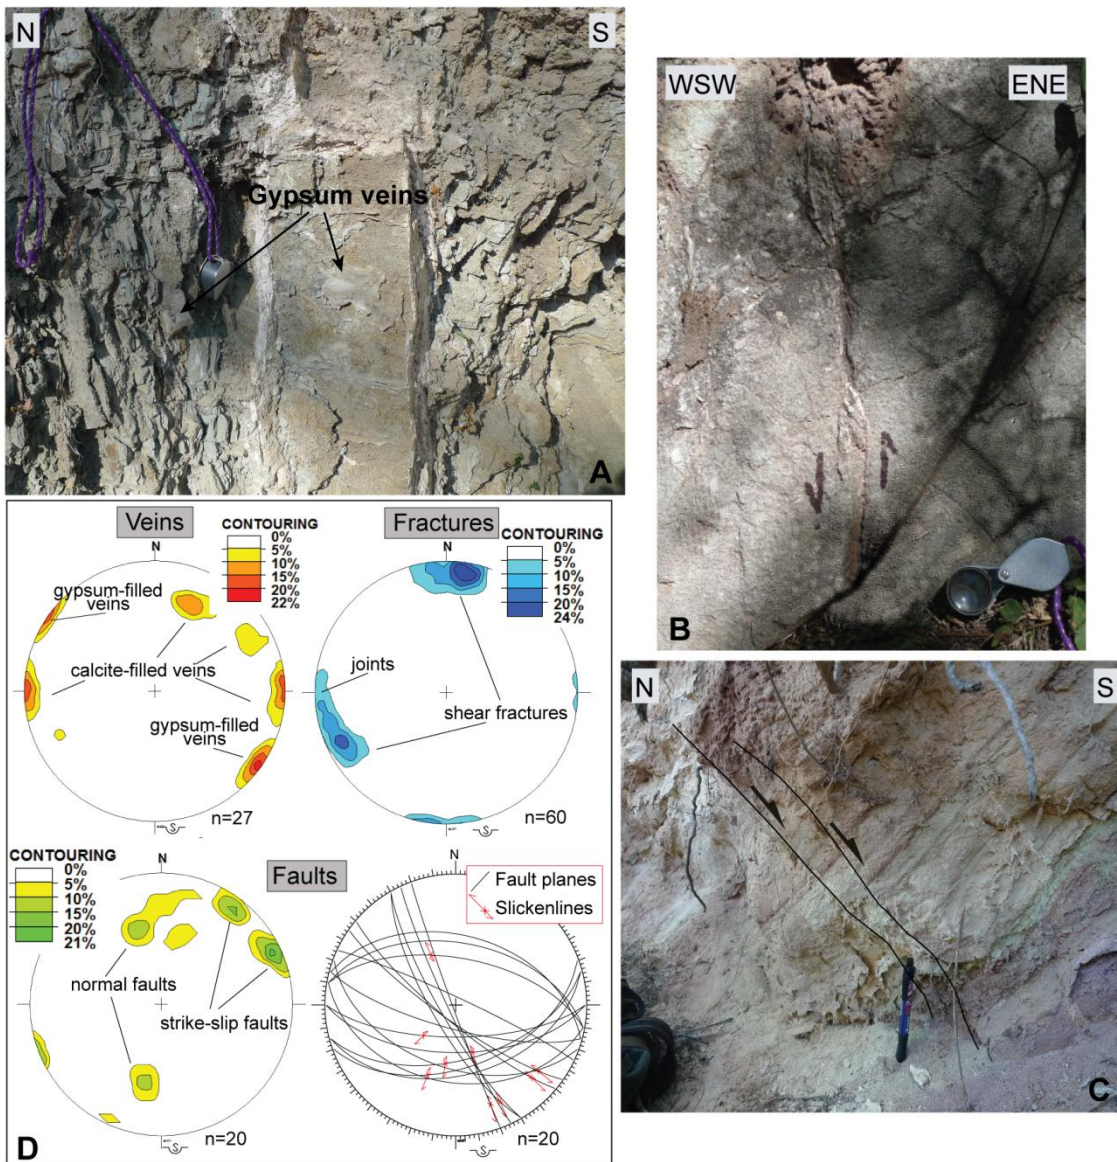 N
S
Gypsum veins
A
WSW
ENE
B
N
S
C
Veins
CONTOURING
0%
5%
10%
15%
20%
22%
N
gypsum-filled
veins
calcite-filled veins
gypsum-filled
veins
S
n=27
Fractures
CONTOURING
0%
5%
10%
15%
20%
24%
N
joints
shear fractures
S
n=60
CONTOURING
0%
5%
10%
15%
20%
21%
N
Faults
normal faults
strike-slip faults
S
n=20
N
Fault planes
Slickenlines
S
n=20
D